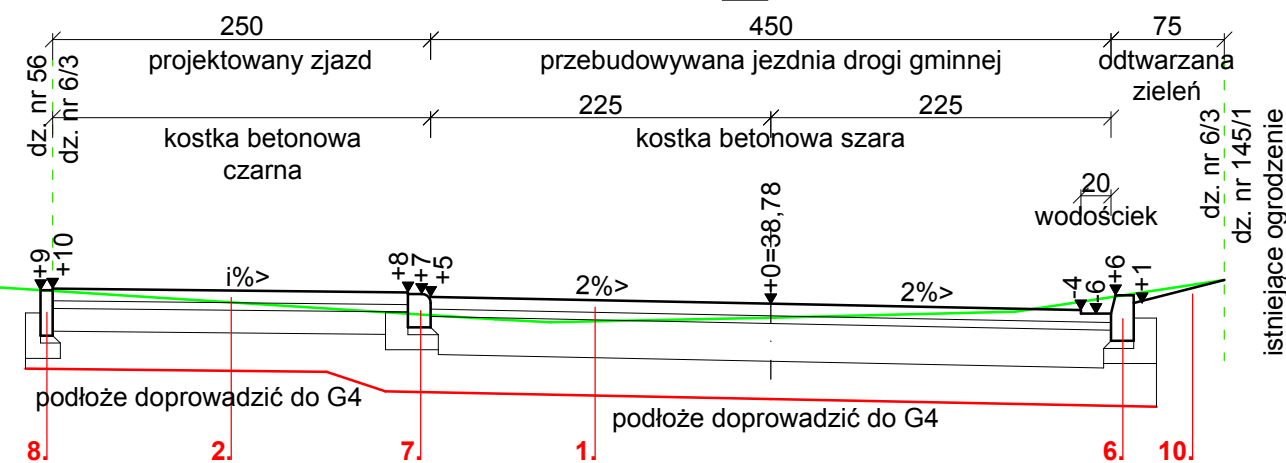 250
450
75
projektowany zjazd
przebudowywana jezdnia drogi gminnej
odtwarzana
zieleń
dz. nr 56
dz. nr 6/3
225
225
kostka betonowa
czarna
kostka betonowa szara
dz. nr 6/3
dz. nr 145/1
istniejące ogrodzenie
20
wodościek
+9
+10
i%>
+8
+7
+5
2%>
+0=38,78
2%>
-4
-6
+6
+1
podłoże doprowadzić do G4
podłoże doprowadzić do G4
8.
2.
7.
1.
6.
10.